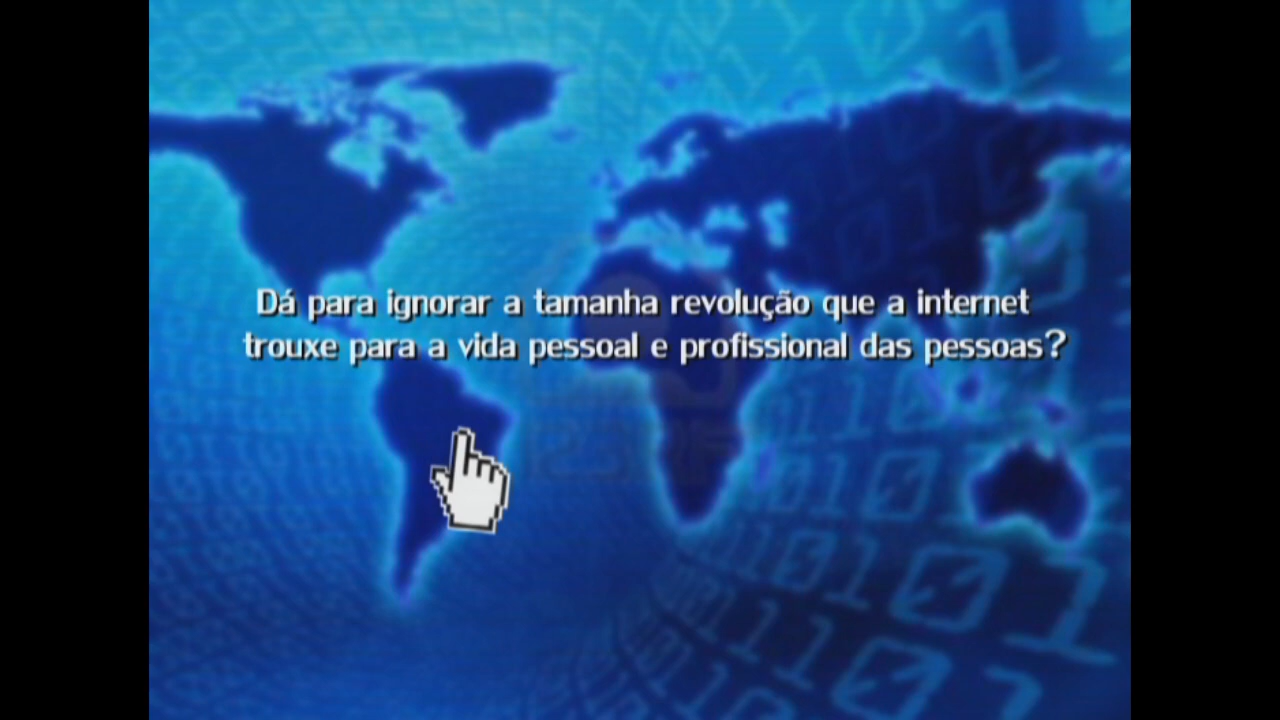 Dá para ignorar a tamanha revolução que a internet
trouxe para a vida pessoal e profissional das pessoas?